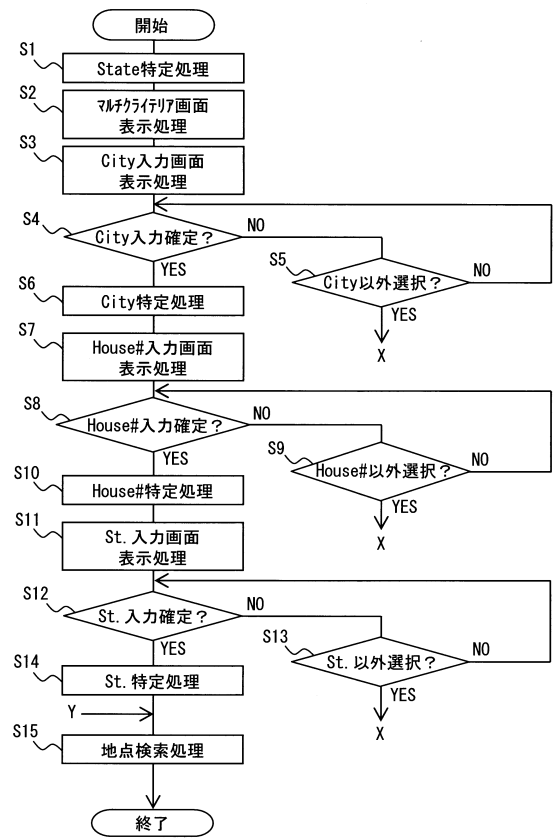 開始
S1
State特定処理
S2
ﾏﾙﾁｸﾗｲﾃﾘｱ画面
表示処理
S3
City入力画面
表示処理
S4
City入力確定？
NO
YES
S5
City以外選択？
NO
YES
X
S6
City特定処理
S7
House#入力画面
表示処理
S8
House#入力確定？
NO
YES
S9
House#以外選択？
NO
YES
X
S10
House#特定処理
S11
St.入力画面
表示処理
S12
St.入力確定？
NO
YES
S13
St.以外選択？
NO
YES
X
S14
St.特定処理
Y
S15
地点検索処理
終了